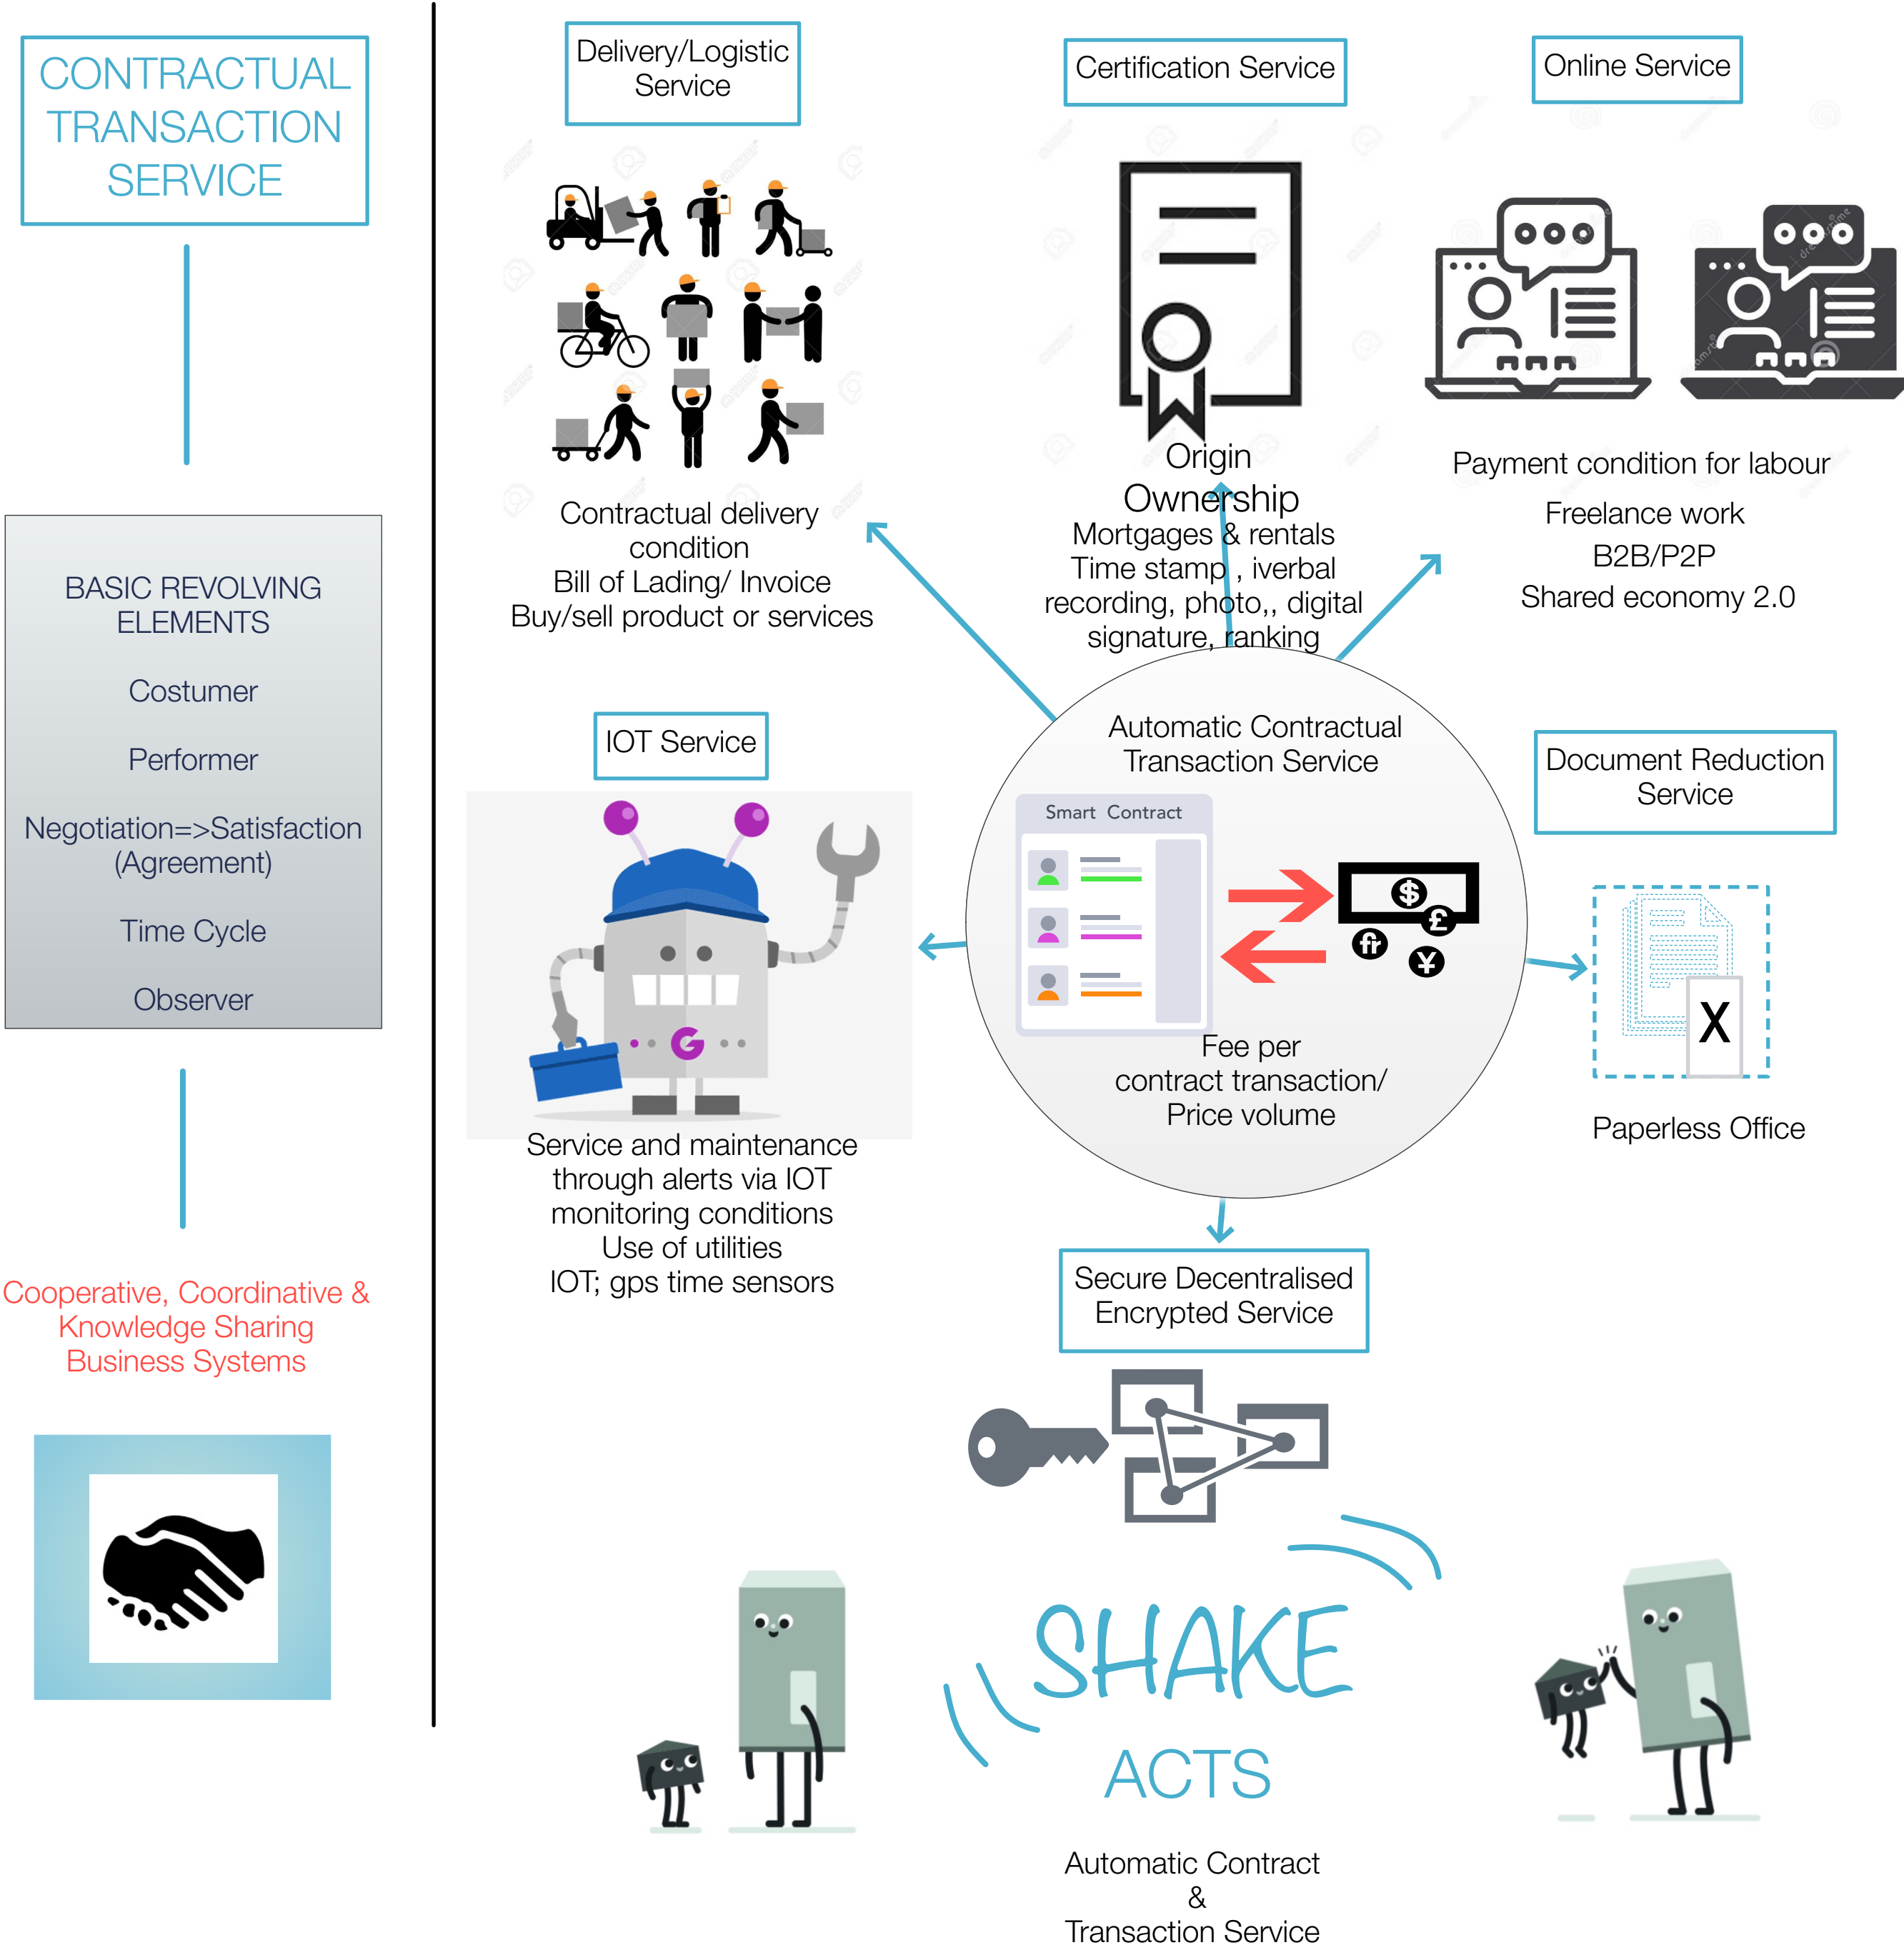 CONTRACTUAL
TRANSACTION
SERVICE
BASIC REVOLVING
ELEMENTS
Costumer
Performer
Negotiation=>Satisfaction
(Agreement)
Time Cycle
Observer
Cooperative, Coordinative &
Knowledge Sharing
Business Systems
Delivery/Logistic
Service
Contractual delivery
condition
Bill of Lading/ Invoice
Buy/sell product or services
Certification Service
Origin
Ownership
Mortgages & rentals
Time stamp , iverbal
recording, photo,, digital
signature, ranking
Online Service
Payment condition for labour
Freelance work
B2B/P2P
Shared economy 2.0
IOT Service
G
Service and maintenance
through alerts via IOT
monitoring conditions
Use of utilities
IOT; gps time sensors
Automatic Contractual
Transaction Service
Smart Contract
$
£
fr
¥
Fee per
contract transaction/
Price volume
Document Reduction
Service
X
Paperless Office
Secure Decentralised
Encrypted Service
SHAKE
ACTS
Automatic Contract
&
Transaction Service